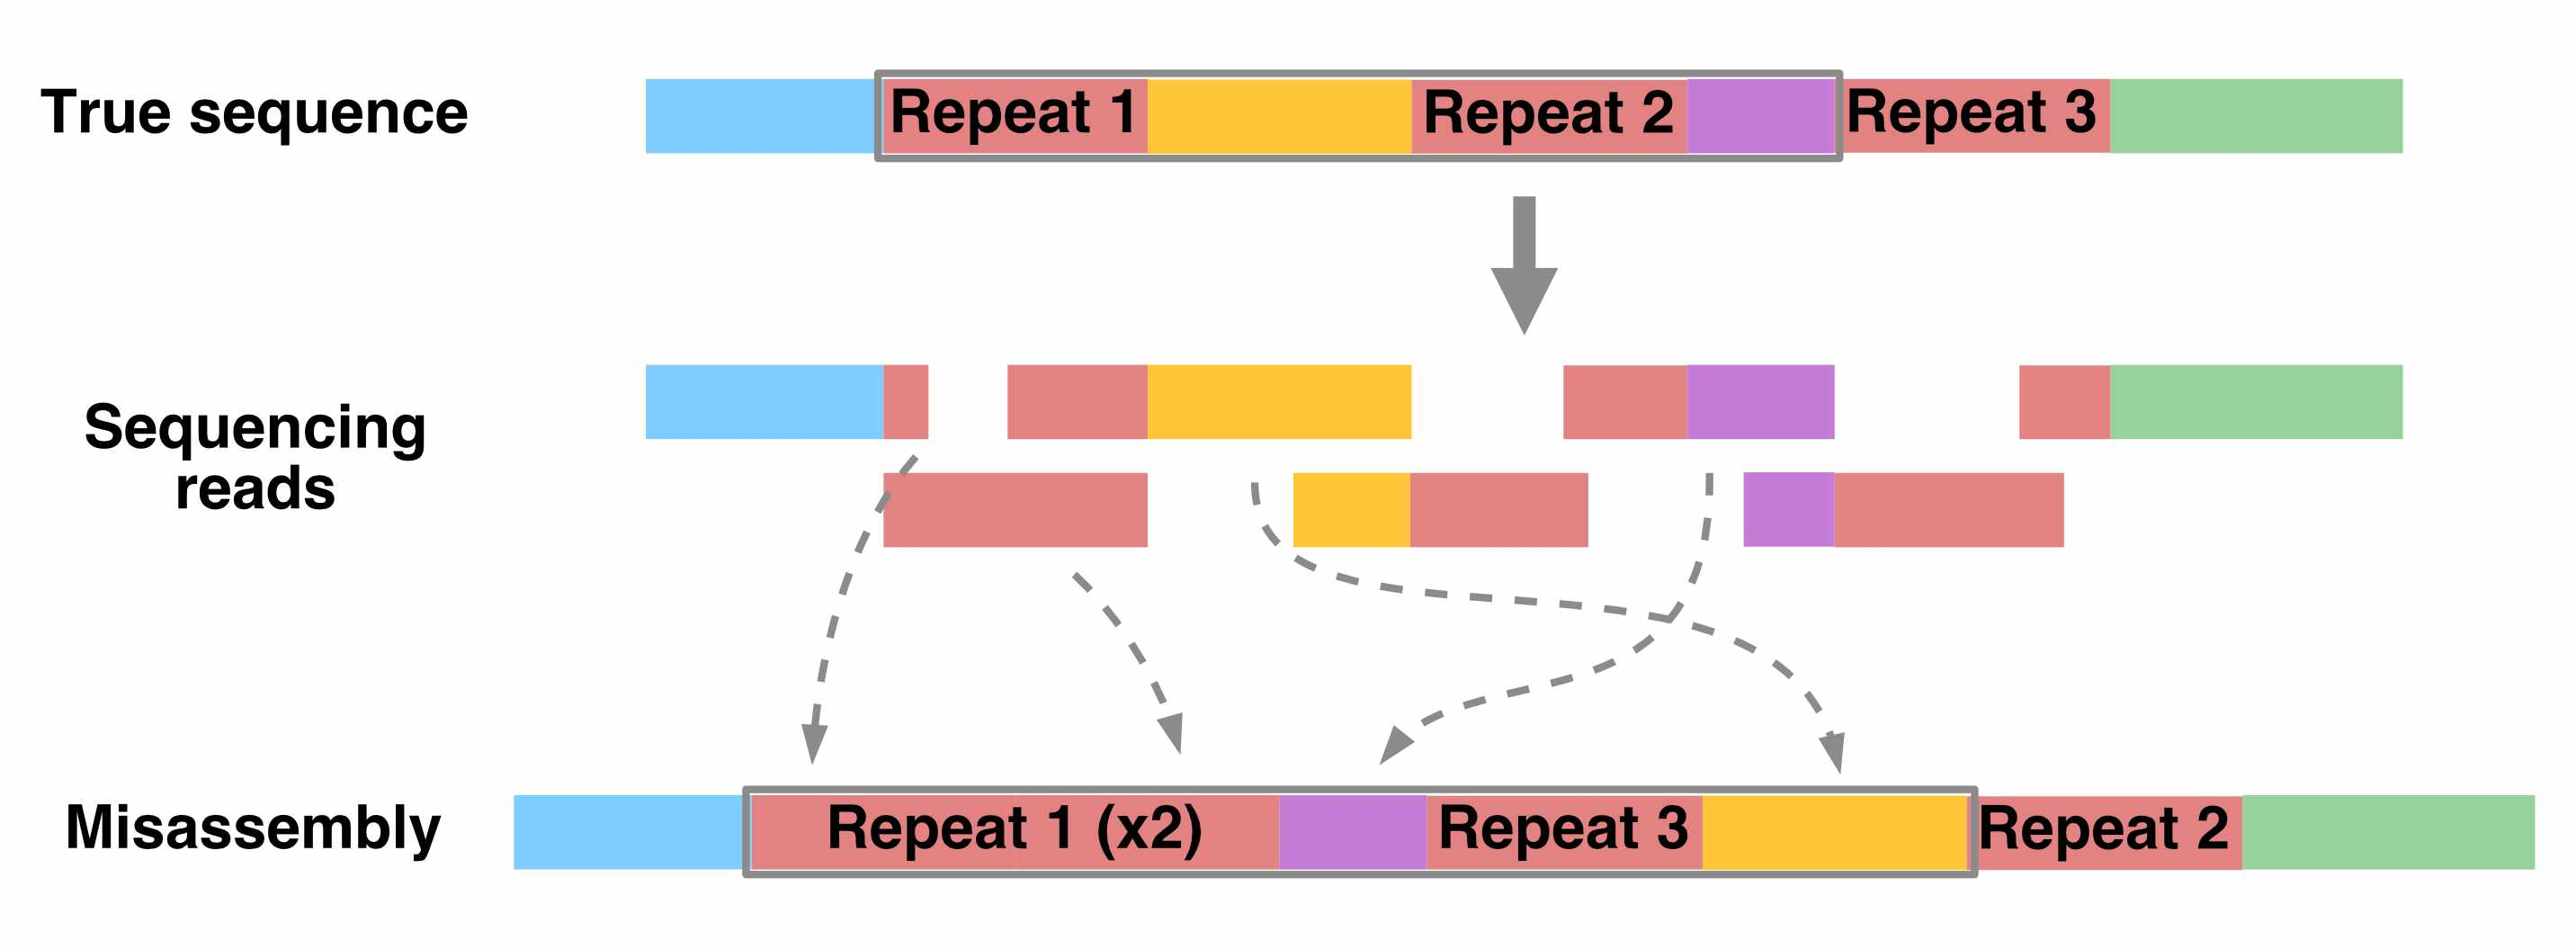 True sequence
Repeat 1
Repeat 2
Repeat 3
Sequencing
reads
Misassembly
Repeat 1 (x2)
Repeat 3
Repeat 2